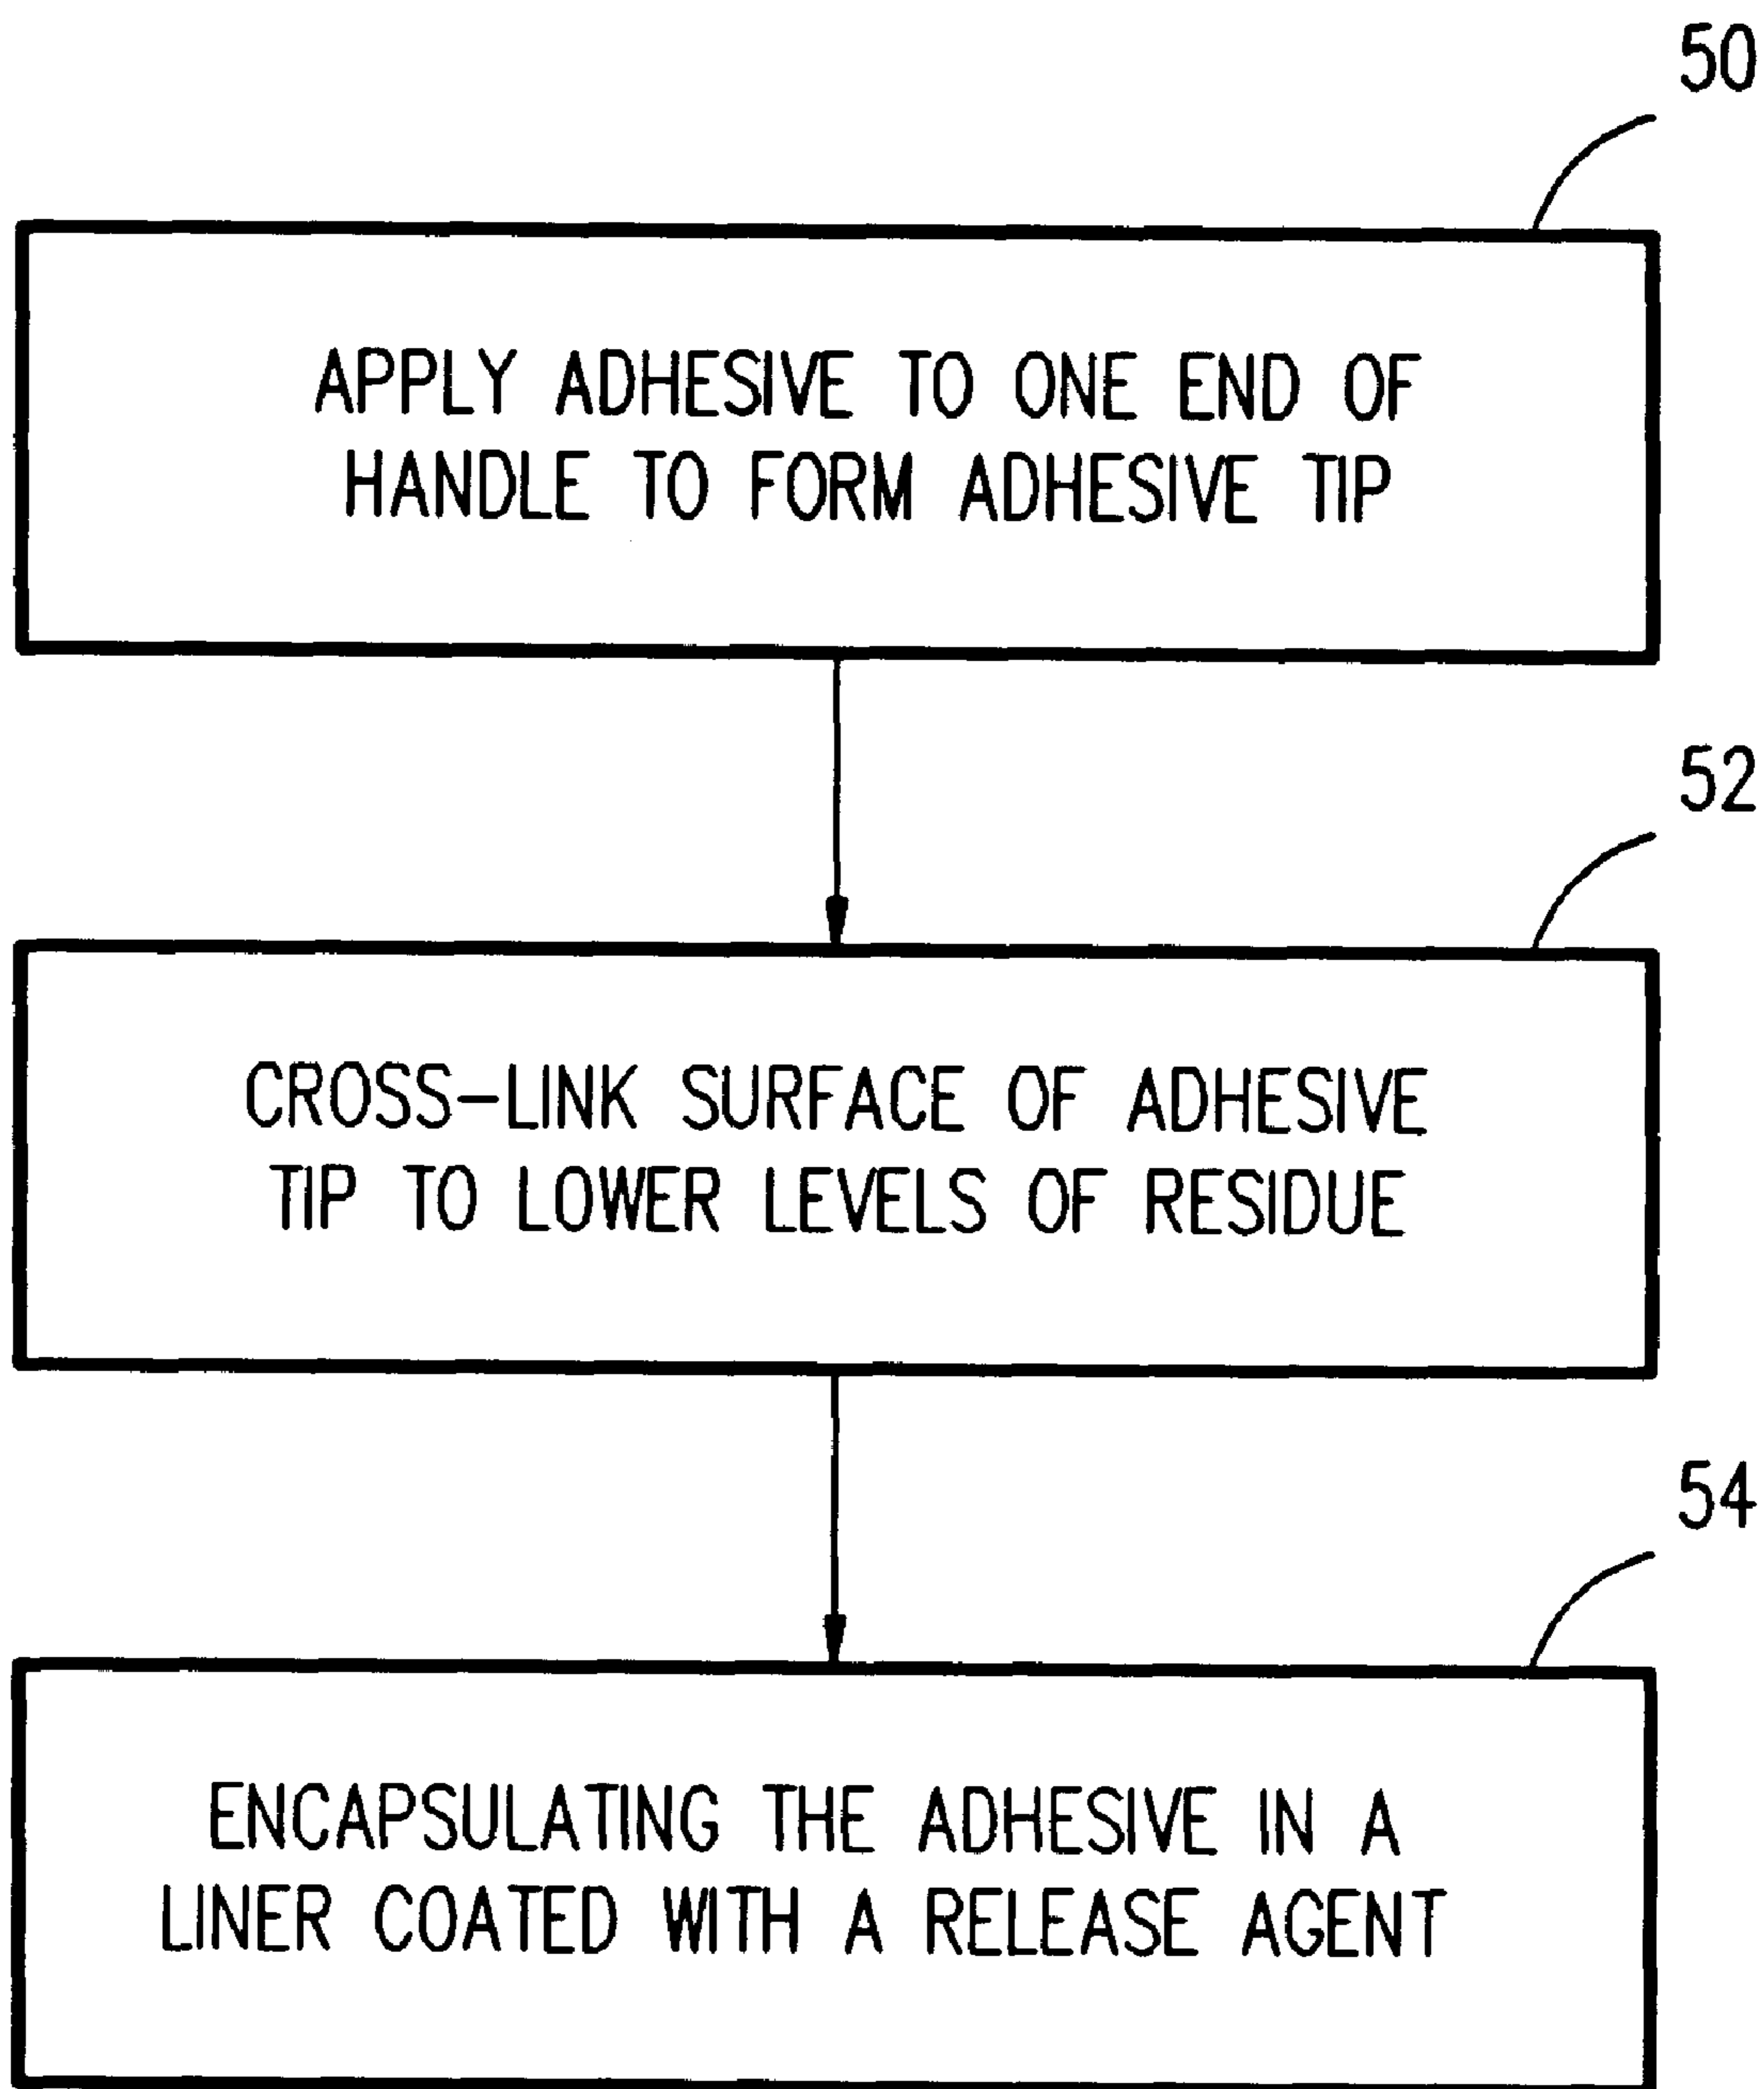 50
APPLY ADHESIVE TO ONE END OF
HANDLE TO FORM ADHESIVE TIP
52
CROSS-LINK SURFACE OF ADHESIVE
TIP TO LOWER LEVELS OF RESIDUE
54
ENCAPSULATING THE ADHESIVE IN A
LINER COATED WITH A RELEASE AGENT